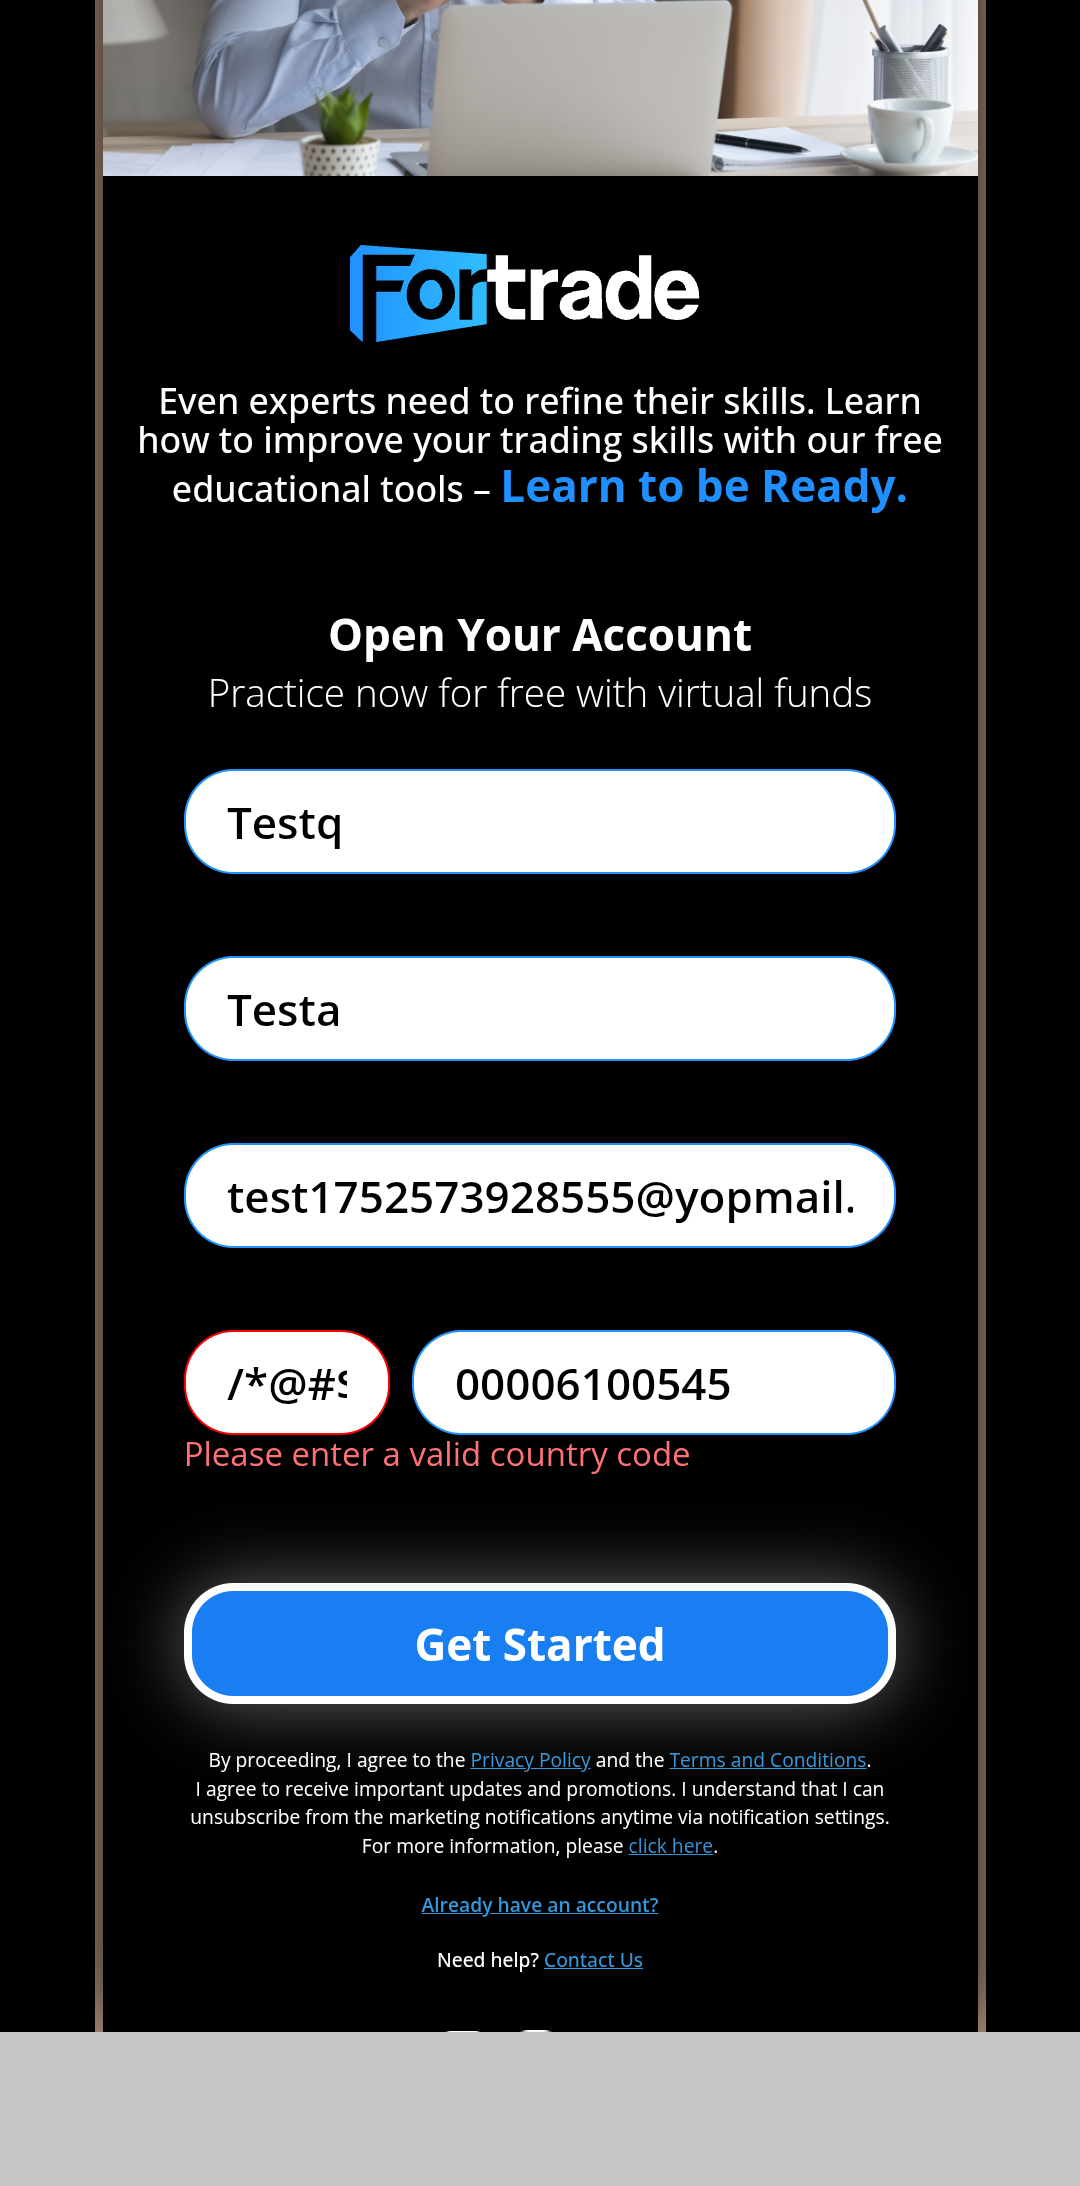 Fortrade
Even experts need to refine their skills. Learn
how to improve your trading skills with our free
educational tools – Learn to be Ready.
Open Your Account
Practice now for free with virtual funds
Testq
Testa
test1752573928555@yopmail.
/*@#$ 00006100545
Please enter a valid country code
Get Started
By proceeding, I agree to the Privacy Policy and the Terms and Conditions.
I agree to receive important updates and promotions. I understand that I can
unsubscribe from the marketing notifications anytime via notification settings.
For more information, please click here.
Already have an account?
Need help? Contact Us